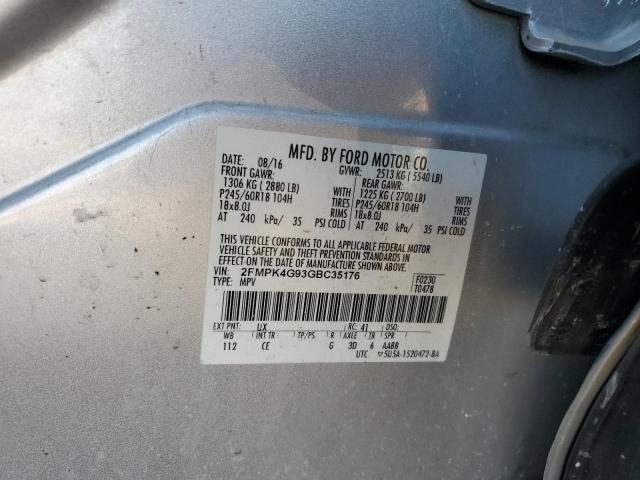 MFD. BY FORD MOTOR CO.
DATE: 08/16 GVWR: 2513 KG ( 5540 LB)
FRONT GAWR: REAR GAWR:
1306 KG ( 2880 LB) 1225 KG ( 2700 LB)
P245/60R18 104H TIRES P245/60R18 104H TIRES
18x8.0J RIMS 18x8.0J RIMS
AT 240 kPa/ 35 PSI COLD AT 240 kPa/ 35 PSI COLD
THIS VEHICLE CONFORMS TO ALL APPLICABLE FEDERAL MOTOR
VEHICLE SAFETY AND THEFT PREVENTION STANDARDS IN
EFFECT ON THE DATE OF MANUFACTURE SHOWN ABOVE.
VIN: 2FMPK4G93GBC35176 F0230
TYPE: MPV T0478
EXT PNT: UX RC: 41 DSO:
WB INT TR TP/PS R AXLE TR SPR
112 CE G 3D 6 AABB
UTC 5U5A-1520472-BA